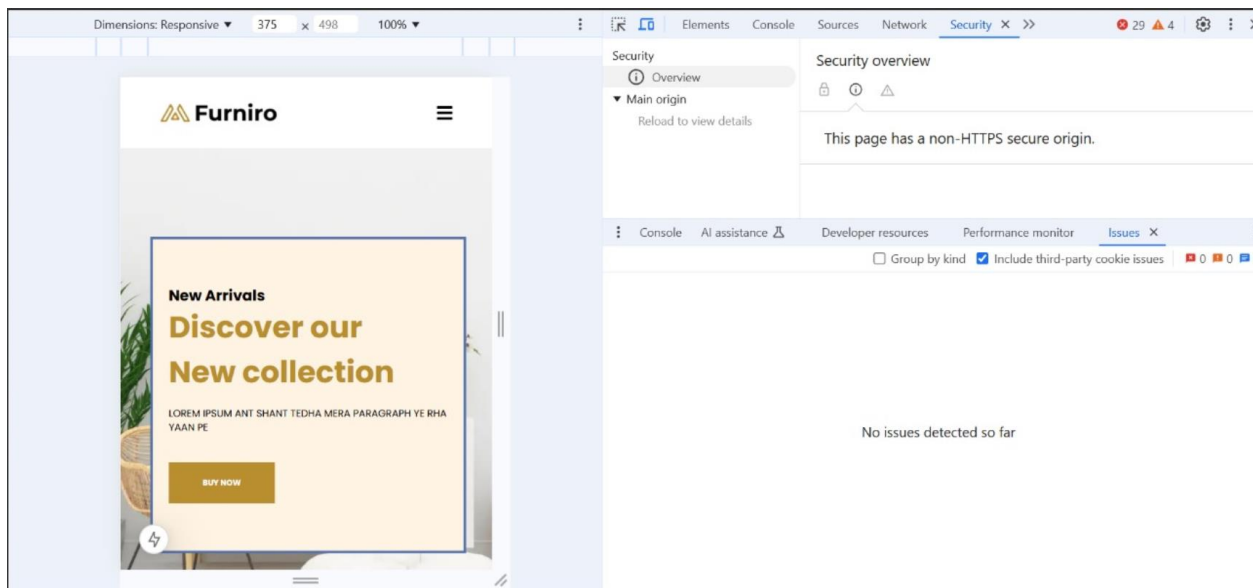 Dimensions: Responsive ▼ 375 × 498 100% ▼
Elements Console Sources Network Security × >> 29 4
Security
Overview
▼ Main origin
Reload to view details
Security overview
This page has a non-HTTPS secure origin.
Console AI assistance Developer resources Performance monitor Issues ×
Group by kind Include third-party cookie issues 0 0
No issues detected so far
Furniro
New Arrivals
Discover our
New collection
LOREM IPSUM ANT SHANT TEDHA MERA PARAGRAPH YE RHA
YAAN PE
BUY NOW